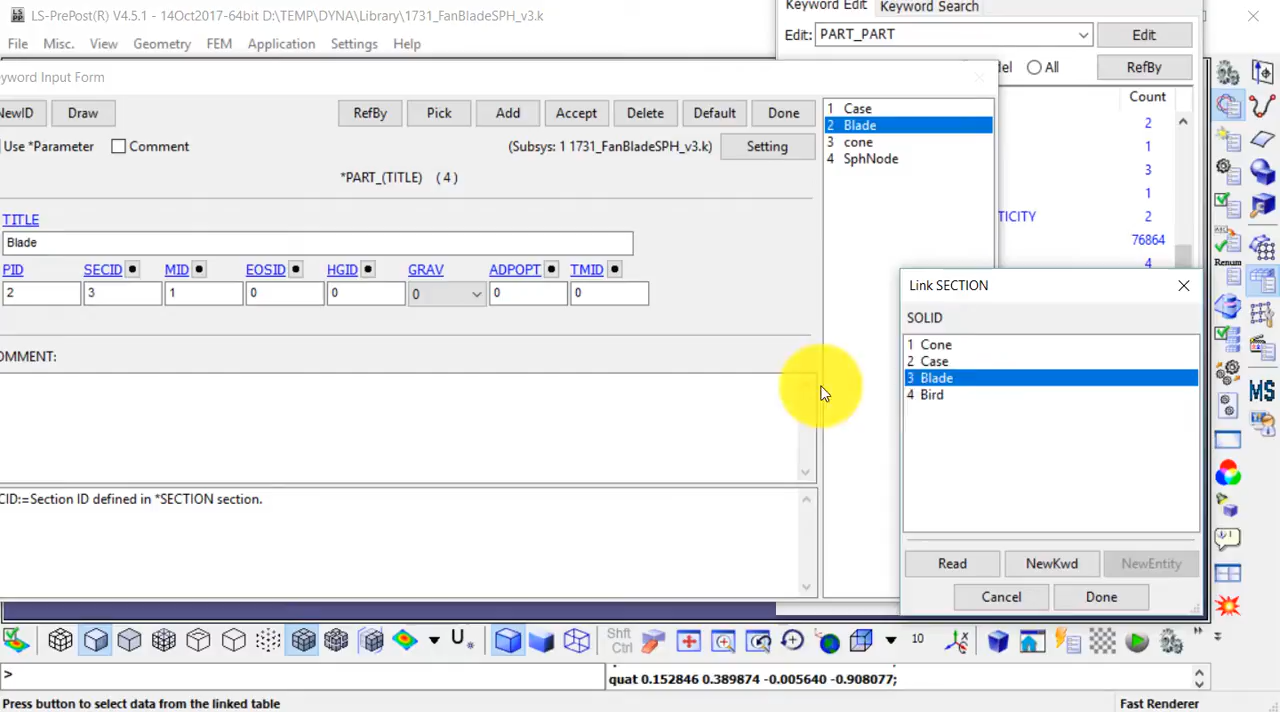 LS-PrePost(R) V4.5.1 - 14Oct2017-64bit D:\TEMP\DYNA\Library\1731_FanBladeSPH_v3.k
File Misc. View Geometry FEM Application Settings Help
Keyword Edit Keyword Search
Edit: PART_PART Edit
del All RefBy
eyword Input Form
NewID Draw RefBy Pick Add Accept Delete Default Done
Use *Parameter Comment (Subsys: 1 1731_FanBladeSPH_v3.k) Setting
*PART_(TITLE) (4)
TITLE
Blade
PID SECID MID EOSID HGID GRAV ADPOPT TMID
2 3 1 0 0 0 0 0
OMMENT:
CID:=Section ID defined in *SECTION section.
1 Case
2 Blade
3 cone
4 SphNode
Count
2
1
3
1
TICITY 2
76864
4
Link SECTION
SOLID
1 Cone
2 Case
3 Blade
4 Bird
Read NewKwd NewEntity
Cancel Done
Renum
MS
Shft
Ctrl
10
>
quat 0.152846 0.389874 -0.005640 -0.908077;
Press button to select data from the linked table
Fast Renderer